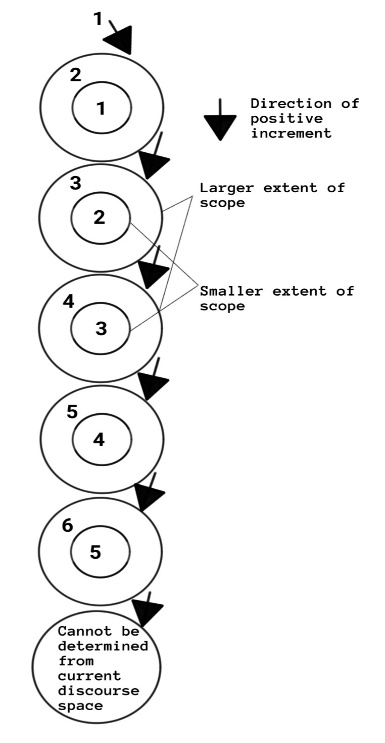 1
2
1
Direction of
positive
increment
3
2
Larger extent of
scope
4
3
Smaller extent of
scope
5
4
6
5
Cannot be
determined
from
current
discourse
space